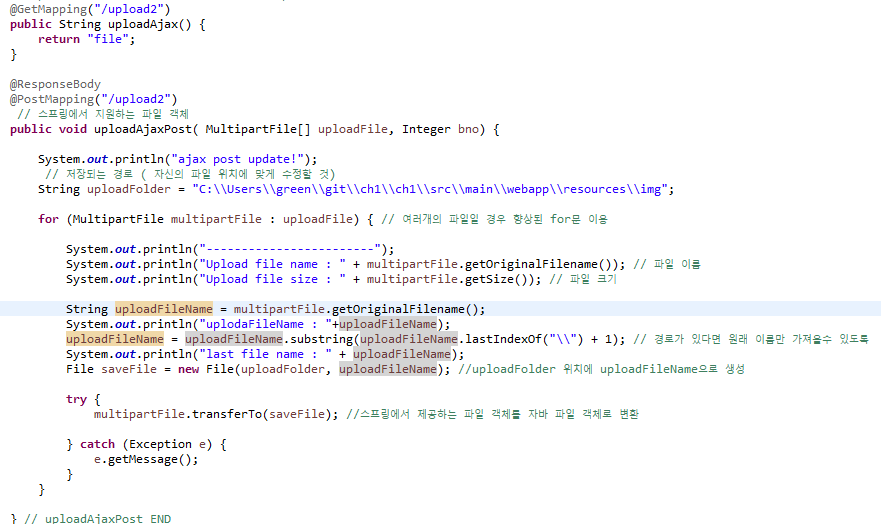 @GetMapping("/upload2")
public String uploadAjax() {
    return "file";
}

@ResponseBody
@PostMapping("/upload2")
 // 스프링에서 지원하는 파일 객체
public void uploadAjaxPost( MultipartFile[] uploadFile, Integer bno) {

    System.out.println("ajax post update!");
     // 저장되는 경로 ( 자신의 파일 위치에 맞게 수정할 것)
    String uploadFolder = "C:\\Users\\green\\git\\ch1\\ch1\\src\\main\\webapp\\resources\\img";

    for (MultipartFile multipartFile : uploadFile) { // 여러개의 파일일 경우 향상된 for문 이용

        System.out.println("------------------------");
        System.out.println("Upload file name : " + multipartFile.getOriginalFilename()); // 파일 이름
        System.out.println("Upload file size : " + multipartFile.getSize()); // 파일 크기

        String uploadFileName = multipartFile.getOriginalFilename();
        System.out.println("uplodaFileName : "+uploadFileName);
        uploadFileName = uploadFileName.substring(uploadFileName.lastIndexOf("\\") + 1); // 경로가 있다면 원래 이름만 가져올수 있도록
        System.out.println("last file name : " + uploadFileName);
        File saveFile = new File(uploadFolder, uploadFileName); //uploadFolder 위치에 uploadFileName으로 생성

        try {
            multipartFile.transferTo(saveFile); //스프링에서 제공하는 파일 객체를 자바 파일 객체로 변환

        } catch (Exception e) {
            e.getMessage();
        }
    }

} // uploadAjaxPost END